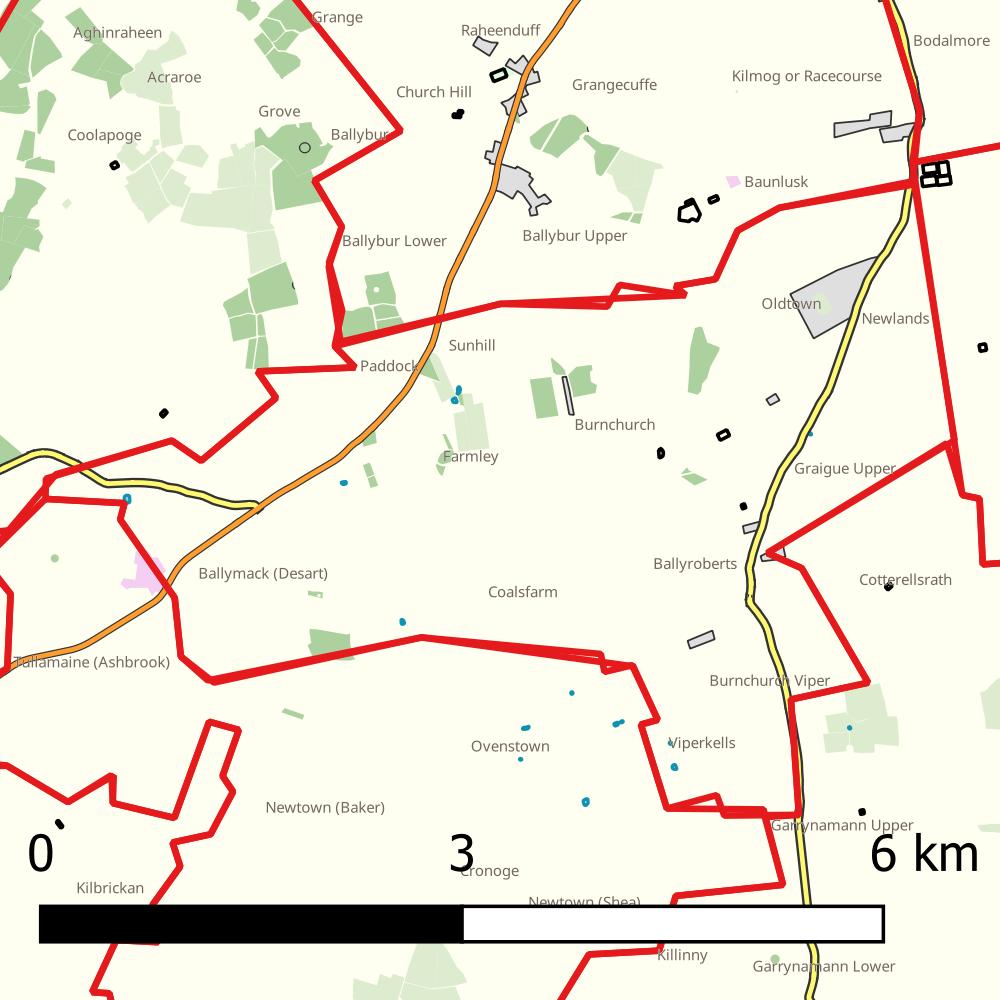 Grange
Raheenduff
Aghinraheen
Bodalmore
Acraroe
Kilmog or Racecourse
Grangecuffe
Church Hill
Grove
Coolapoge
Ballybur
Baunlusk
Ballybur Lower
Ballybur Upper
Oldtown
Newlands
Sunhill
Paddock
Burnchurch
Farmley
Graigue Upper
Ballyroberts
Ballymack (Desart)
Cotterellsrath
Coalsfarm
Tullamaine (Ashbrook)
Burnchurch Viper
Viperkells
Ovenstown
Newtown (Baker)
Garrynamann Upper
0 3 6 km
Cronoge
Kilbrickan
Newtown (Shea)
Killinny
Garrynamann Lower